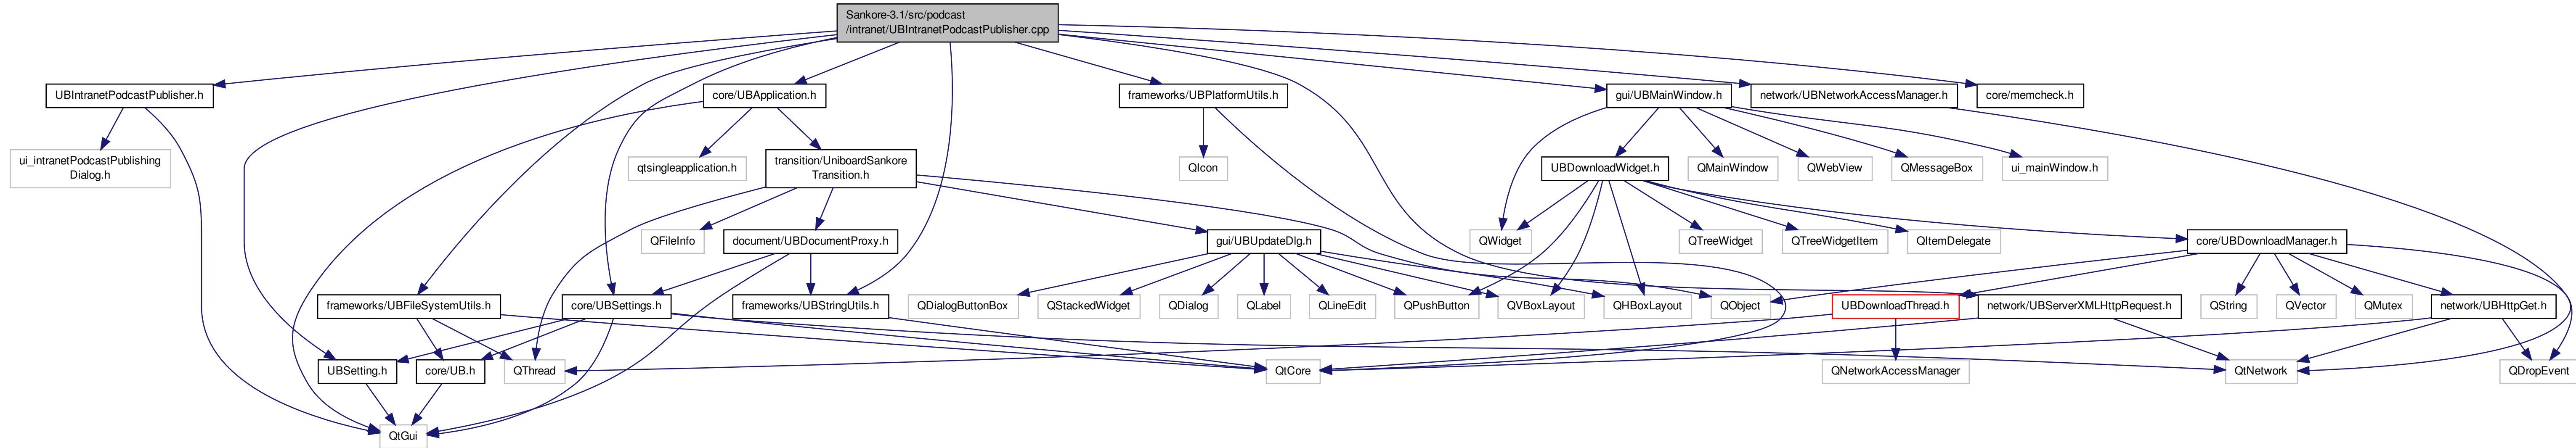 Sankore-3.1/src/podcast
/intranet/UBIntranetPodcastPublisher.cpp
UBIntranetPodcastPublisher.h
core/UBApplication.h
frameworks/UBPlatformUtils.h
gui/UBMainWindow.h
network/UBNetworkAccessManager.h
core/memcheck.h
ui_intranetPodcastPublishing
Dialog.h
qtsingleapplication.h
transition/UniboardSankore
Transition.h
QIcon
UBDownloadWidget.h
QMainWindow
QWebView
QMessageBox
ui_mainWindow.h
QFileInfo
document/UBDocumentProxy.h
gui/UBUpdateDlg.h
QWidget
QTreeWidget
QTreeWidgetItem
QItemDelegate
core/UBDownloadManager.h
frameworks/UBFileSystemUtils.h
core/UBSettings.h
frameworks/UBStringUtils.h
QDialogButtonBox
QStackedWidget
QDialog
QLabel
QLineEdit
QPushButton
QVBoxLayout
QHBoxLayout
QObject
UBDownloadThread.h
network/UBServerXMLHttpRequest.h
QString
QVector
QMutex
network/UBHttpGet.h
UBSetting.h
core/UB.h
QThread
QtCore
QNetworkAccessManager
QtNetwork
QDropEvent
QtGui